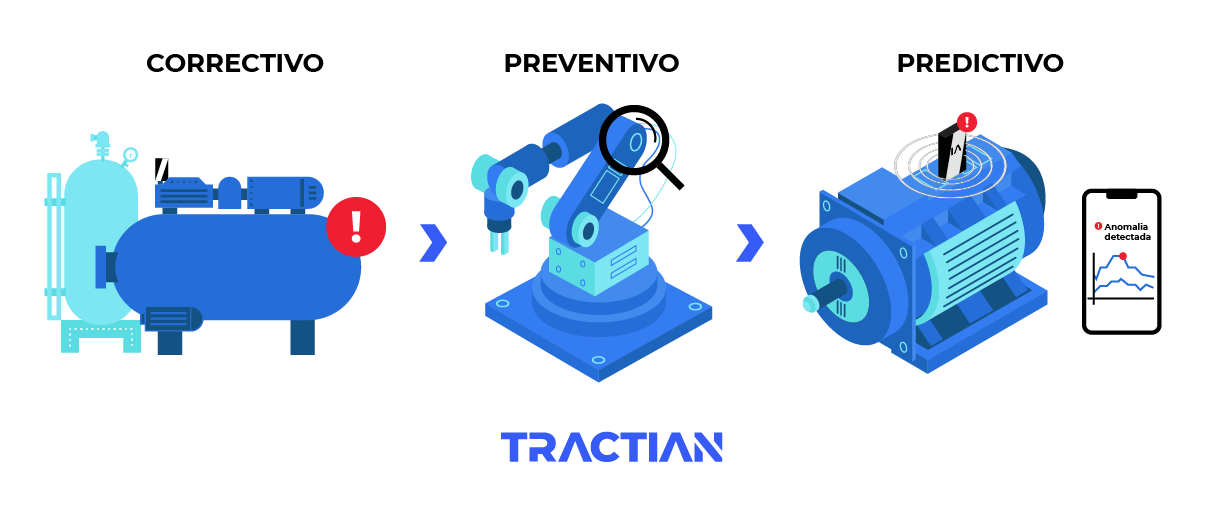 CORRECTIVO
PREVENTIVO
PREDICTIVO
!
!
! Anomalia
detectada
TRACTIAN